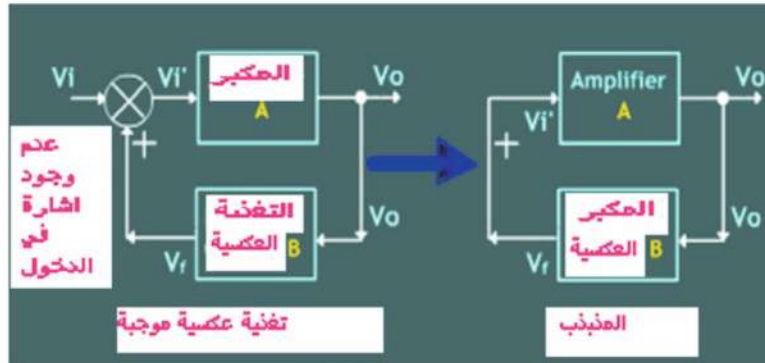 Vi
Vi'
المكبر
A
Vo
+
عدم
وجود
اشارة
في
الدخول
التغذية
العكسية
B
Vf
Vo
تغذية عكسية موجبة
Amplifier
A
Vi'
Vo
+
المكبر
العكسية
B
Vf
Vo
المذبذب